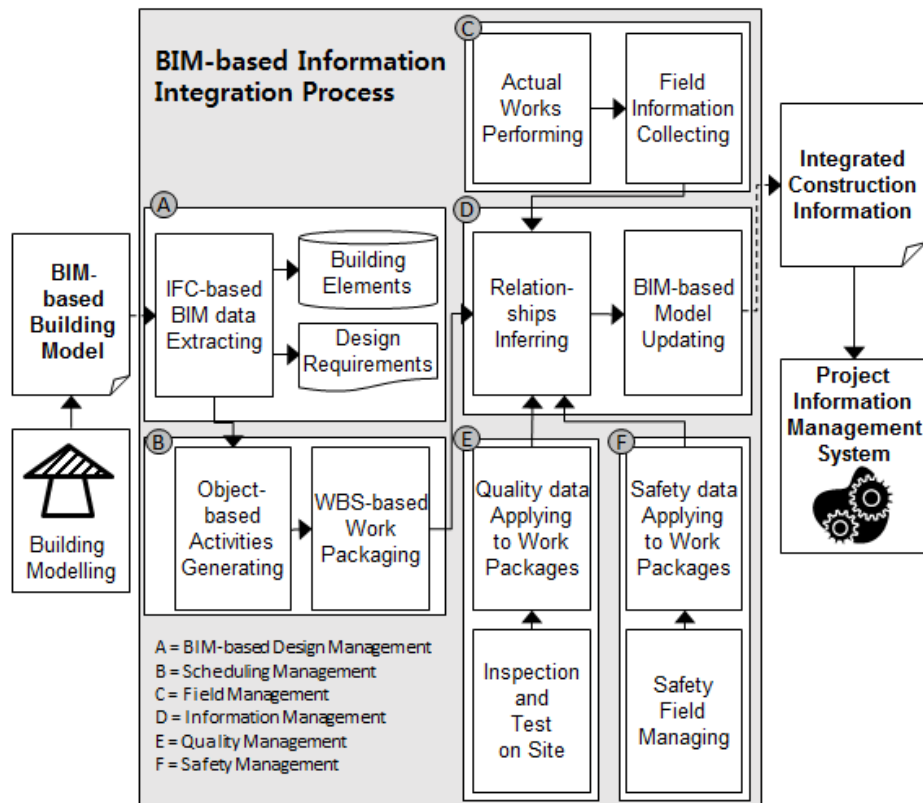 BIM-based Information
Integration Process
C
Actual
Works
Performing
Field
Information
Collecting
Integrated
Construction
Information
A
IFC-based
BIM data
Extracting
Building
Elements
Design
Requirements
BIM-
based
Building
Model
Building
Modelling
D
Relation-
ships
Inferring
BIM-based
Model
Updating
Project
Information
Management
System
B
Object-
based
Activities
Generating
WBS-based
Work
Packaging
E
Quality data
Applying
to Work
Packages
Inspection
and
Test
on Site
F
Safety data
Applying
to Work
Packages
Safety
Field
Managing
A = BIM-based Design Management
B = Scheduling Management
C = Field Management
D = Information Management
E = Quality Management
F = Safety Management